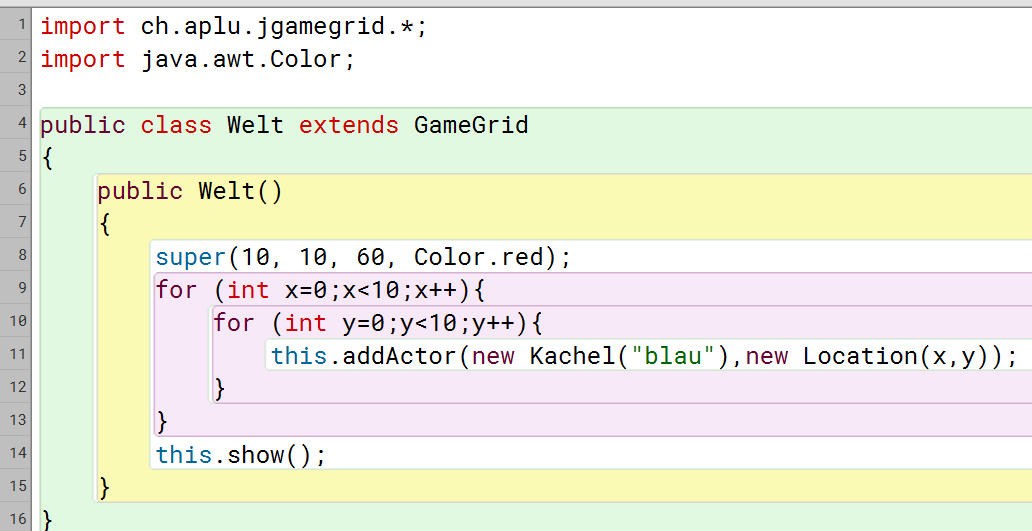 1 import ch.aplu.jgamegrid.*;
2 import java.awt.Color;
3
4 public class Welt extends GameGrid
5 {
6 public Welt()
7 {
8 super(10, 10, 60, Color.red);
9 for (int x=0;x<10;x++){
10 for (int y=0;y<10;y++){
11 this.addActor(new Kachel("blau"),new Location(x,y));
12 }
13 }
14 this.show();
15 }
16 }